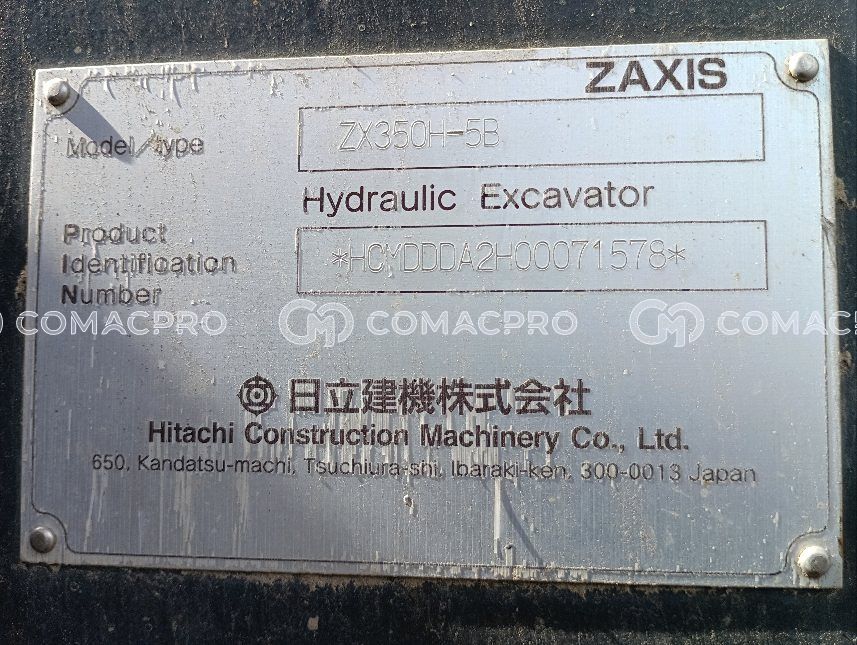 ZAXIS
Model/type ZX350H-5B
Hydraulic Excavator
Product
Identification
Number
*HCMDDDA2H00071578*
COMACPRO COMACPRO COMACPRO
日立建機株式会社
Hitachi Construction Machinery Co., Ltd.
650, Kandatsu-machi, Tsuchiura-shi, Ibaraki-ken, 300-0013 Japan